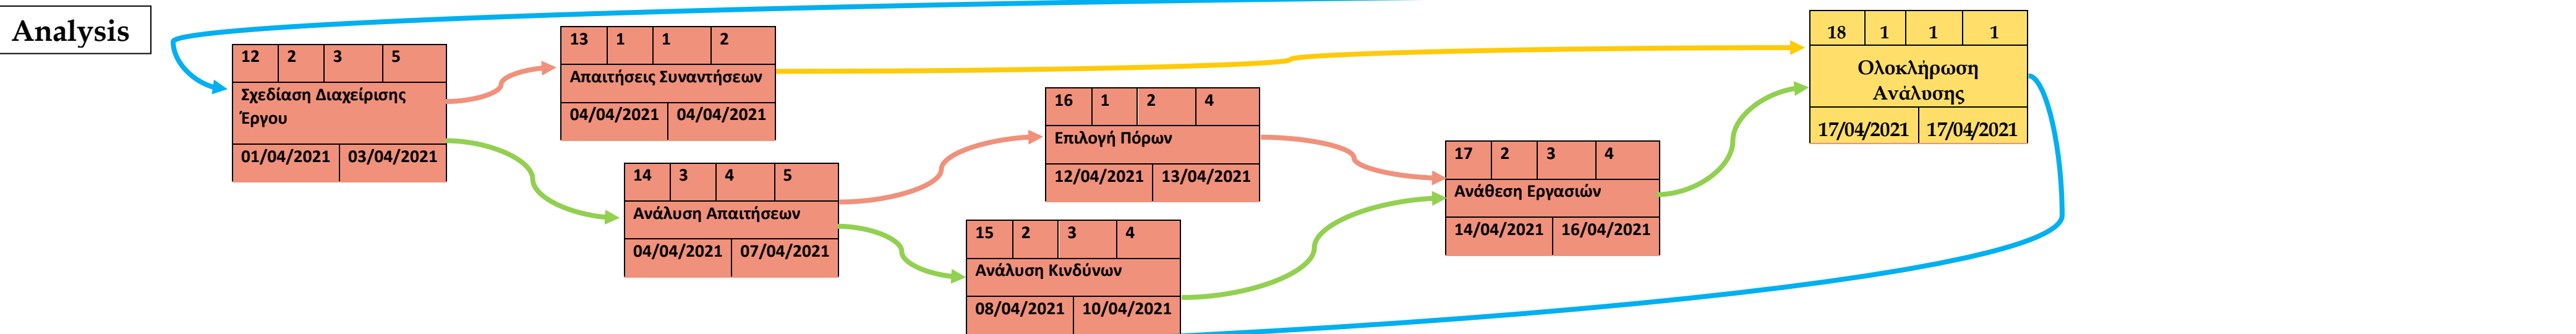 Analysis
12 2 3 5
Σχεδίαση Διαχείρισης
Έργου
01/04/2021 03/04/2021
13 1 1 2
Απαιτήσεις Συναντήσεων
04/04/2021 04/04/2021
14 3 4 5
Ανάλυση Απαιτήσεων
04/04/2021 07/04/2021
15 2 3 4
Ανάλυση Κινδύνων
08/04/2021 10/04/2021
16 1 2 4
Επιλογή Πόρων
12/04/2021 13/04/2021
17 2 3 4
Ανάθεση Εργασιών
14/04/2021 16/04/2021
18 1 1 1
Ολοκλήρωση
Ανάλυσης
17/04/2021 17/04/2021